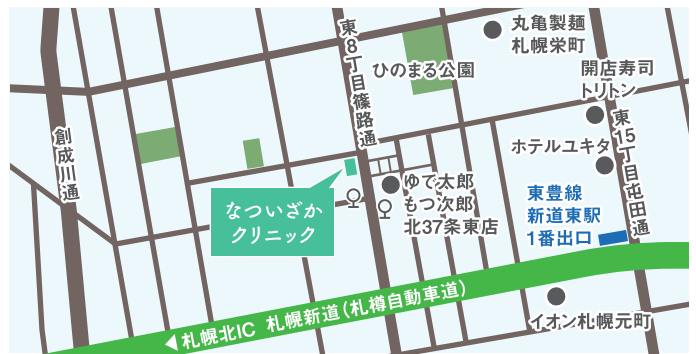 丸亀製麺
札幌栄町
東8丁目篠路通
ひのまる公園
開店寿司
トリトン
東15丁目屯田通
創成川通
ホテルユキタ
ゆで太郎
もつ次郎
北37条東店
東豊線
新道東駅
1番出口
なついざか
クリニック
札幌北IC 札幌新道(札樽自動車道)
イオン札幌元町